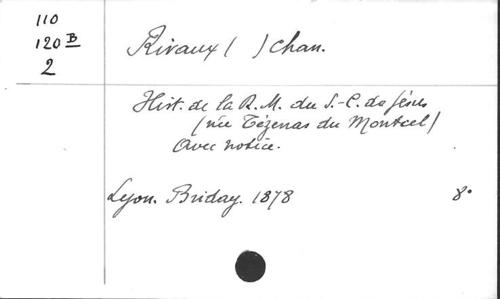 110
120 B
2
Rivaux ( ) chan.
Hist. de la R. M. du S.-C. de Jésus
(née Tézenas du Montcel)
Avec notice.
Lyon. Briday. 1878 8°